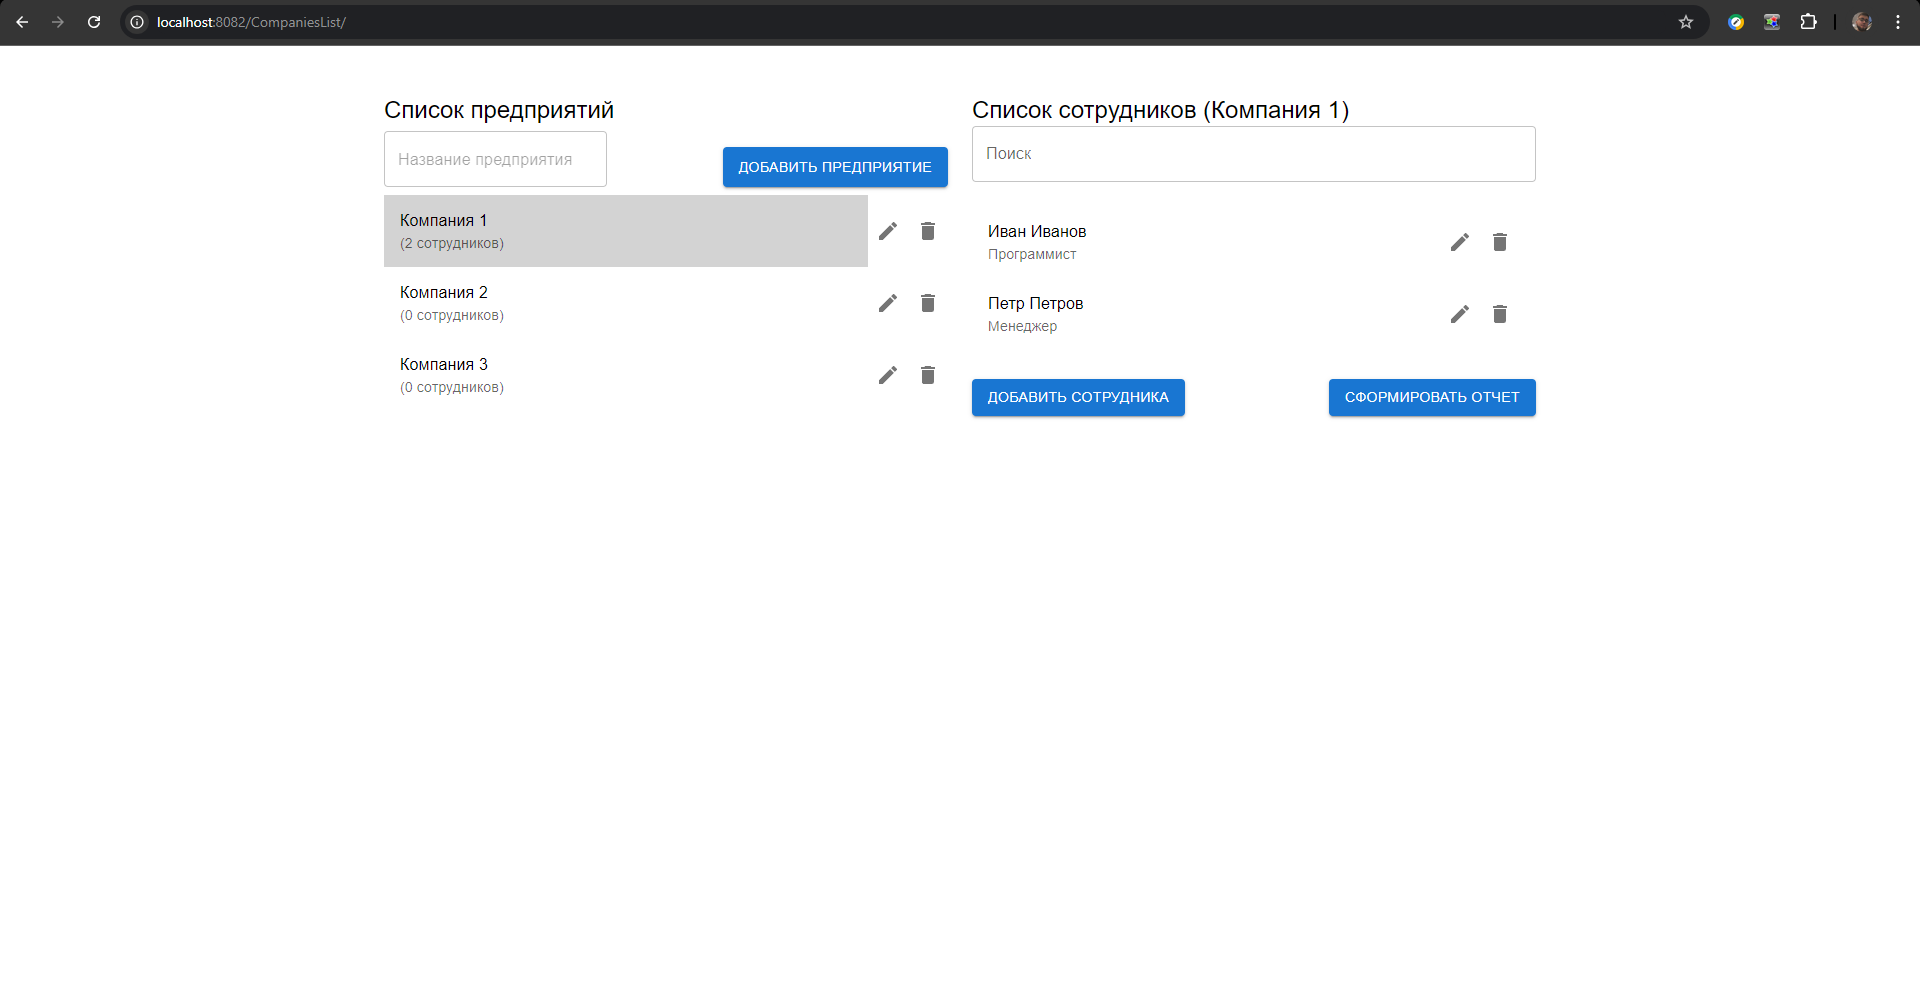 localhost:8082/CompaniesList/
Список предприятий
Название предприятия
ДОБАВИТЬ ПРЕДПРИЯТИЕ
Компания 1
(2 сотрудников)
Компания 2
(0 сотрудников)
Компания 3
(0 сотрудников)
Список сотрудников (Компания 1)
Поиск
Иван Иванов
Программист
Петр Петров
Менеджер
ДОБАВИТЬ СОТРУДНИКА
СФОРМИРОВАТЬ ОТЧЕТ